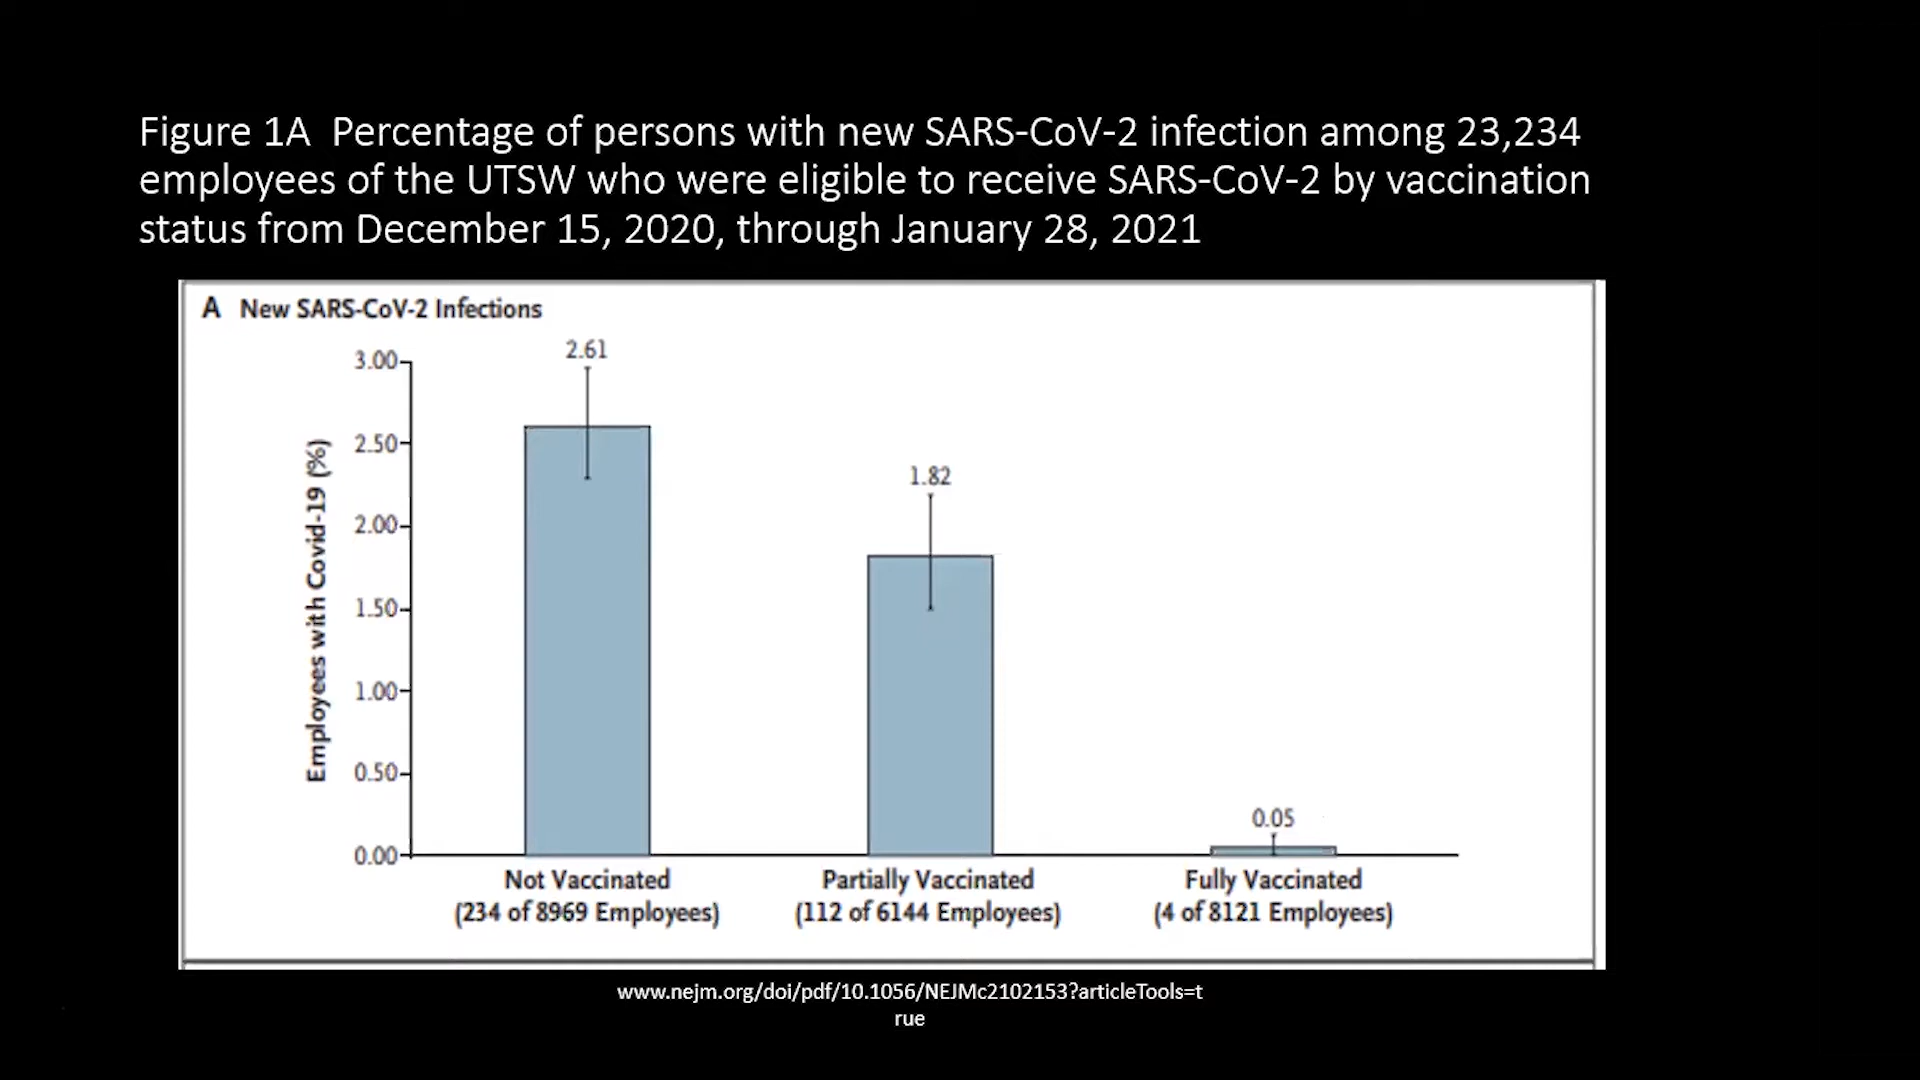 Figure 1A  Percentage of persons with new SARS-CoV-2 infection among 23,234
employees of the UTSW who were eligible to receive SARS-CoV-2 by vaccination
status from December 15, 2020, through January 28, 2021
A New SARS-CoV-2 Infections
Employees with Covid-19 (%)
3.00
2.50
2.00
1.50
1.00
0.50
0.00
2.61
1.82
0.05
Not Vaccinated
(234 of 8969 Employees)
Partially Vaccinated
(112 of 6144 Employees)
Fully Vaccinated
(4 of 8121 Employees)
www.nejm.org/doi/pdf/10.1056/NEJMc2102153?articleTools=t
rue